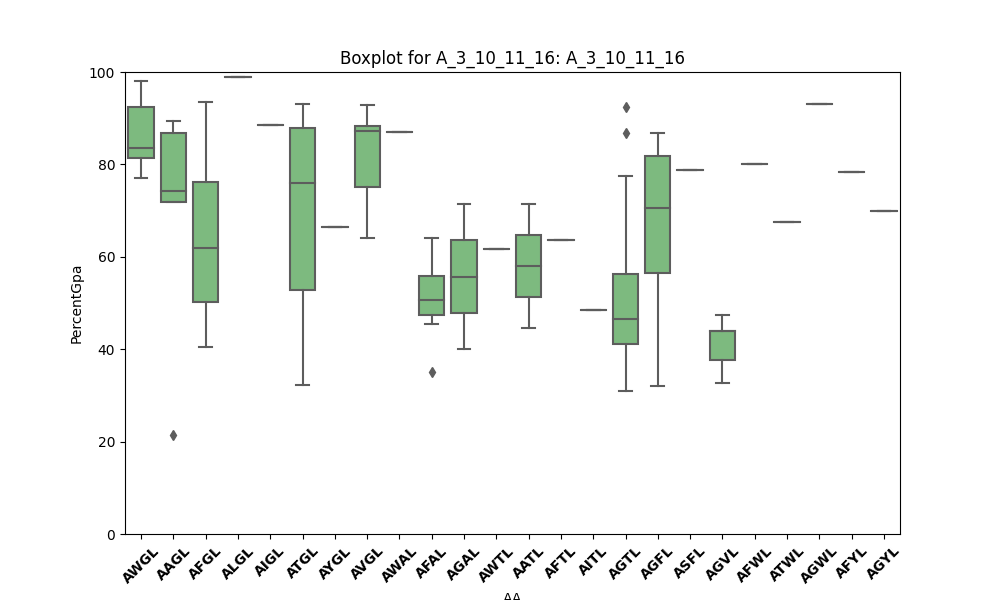 Boxplot for A_3_10_11_16: A_3_10_11_16
PercentGpa
100
80
60
40
20
0
AWGL AAGL AFGL ALGL AIGL ATGL AYGL AVGL AWAL AFAL AGAL AWTL AATL AFTL AITL AGTL AGFL ASFL AGVL AFWL ATWL AGWL AFYL AGYL
AA